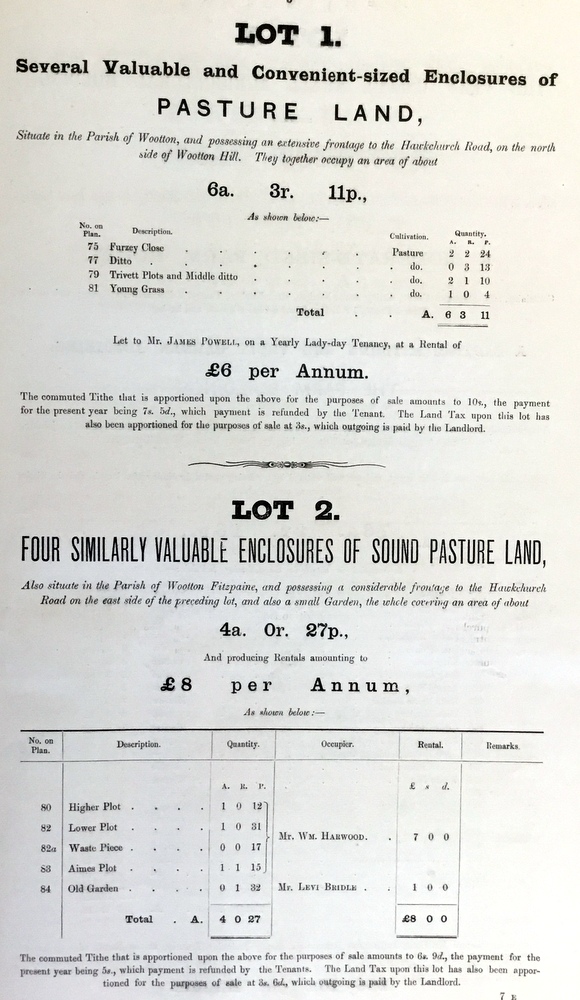 LOT 1.
Several Valuable and Convenient-sized Enclosures of
PASTURE LAND,
Situate in the Parish of Wootton, and possessing an extensive frontage to the Hawkchurch Road, on the north
side of Wootton Hill. They together occupy an area of about
6a. 3r. 11p.,
As shown below:—
No. on Plan. Description. Cultivation. Quantity.
A. R. P.
75 Furzey Close . . . . . Pasture 2 2 24
77 Ditto . . . . . . do. 0 3 13
79 Trivett Plots and Middle ditto . . . . . do. 2 1 10
81 Young Grass . . . . . . do. 1 0 4
Total . . A. 6 3 11
Let to Mr. JAMES POWELL, on a Yearly Lady-day Tenancy, at a Rental of
£6 per Annum.
The commuted Tithe that is apportioned upon the above for the purposes of sale amounts to 10s., the payment
for the present year being 7s. 5d., which payment is refunded by the Tenant. The Land Tax upon this lot has
also been apportioned for the purposes of sale at 3s., which outgoing is paid by the Landlord.
LOT 2.
FOUR SIMILARLY VALUABLE ENCLOSURES OF SOUND PASTURE LAND,
Also situate in the Parish of Wootton Fitzpaine, and possessing a considerable frontage to the Hawkchurch
Road on the east side of the preceding lot, and also a small Garden, the whole covering an area of about
4a. 0r. 27p.,
And producing Rentals amounting to
£8 per Annum,
As shown below:—
No. on Plan. Description. Quantity. Occupier. Rental. Remarks.
A. R. P. £ s d.
80 Higher Plot . . . . 1 0 12
82 Lower Plot . . . . 1 0 31
Mr. WM. HARWOOD. . 7 0 0
82a Waste Piece . . . . 0 0 17
83 Aimes Plot . . . . 1 1 15
84 Old Garden . . . . 0 1 32 Mr. LEVI BRIDLE . . 1 0 0
Total . A. 4 0 27 £8 0 0
The commuted Tithe that is apportioned upon the above for the purposes of sale amounts to 6s. 9d., the payment for the
present year being 5s., which payment is refunded by the Tenants. The Land Tax upon this lot has also been appor-
tioned for the purposes of sale at 3s. 6d., which outgoing is paid by the Landlord.
7 E